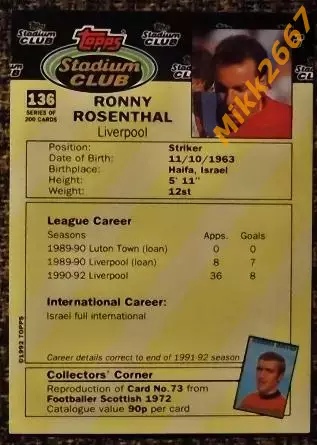 Topps
Stadium
CLUB
Topps
Stadium
CLUB
Stadium
CLUB
136
SERIES OF
200 CARDS
RONNY
ROSENTHAL
Liverpool
Mikk2667
Position: Striker
Date of Birth: 11/10/1963
Birthplace: Haifa, Israel
Height: 5' 11"
Weight: 12st
League Career
Seasons Apps. Goals
1989-90 Luton Town (loan) 0 0
1989-90 Liverpool (loan) 8 7
1990-92 Liverpool 36 8
International Career:
Israel full international
©1992 TOPPS
Career details correct to end of 1991-92 season
Collectors' Corner
Reproduction of Card No.73 from
Footballer Scottish 1972
Catalogue value 90p per card